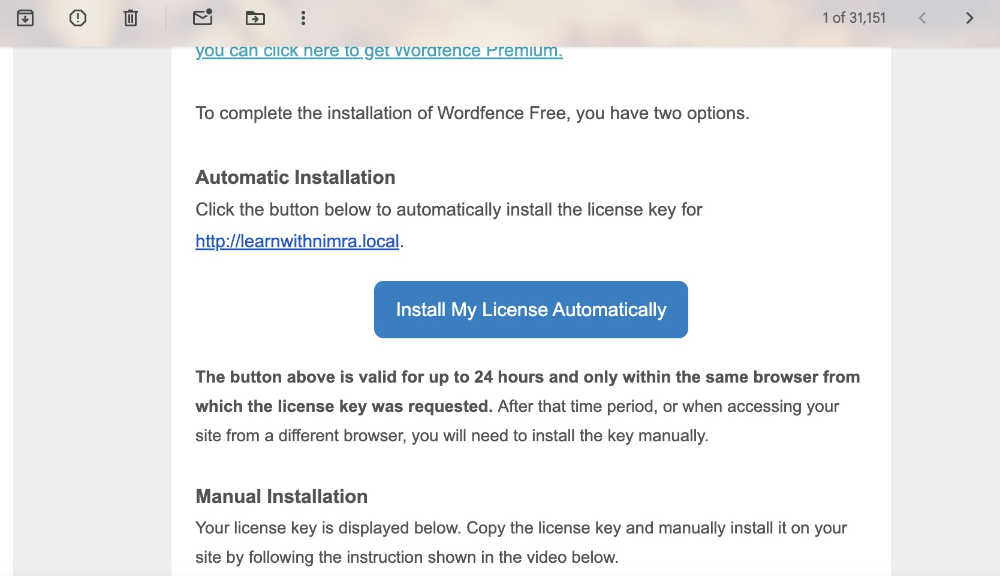 1 of 31,151
you can click here to get Wordfence Premium.
To complete the installation of Wordfence Free, you have two options.
Automatic Installation
Click the button below to automatically install the license key for
http://learnwithnimra.local.
Install My License Automatically
The button above is valid for up to 24 hours and only within the same browser from
which the license key was requested. After that time period, or when accessing your
site from a different browser, you will need to install the key manually.
Manual Installation
Your license key is displayed below. Copy the license key and manually install it on your
site by following the instruction shown in the video below.